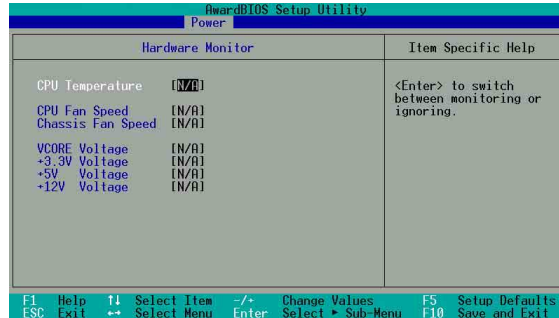 AwardBIOS Setup Utility
Power
Hardware Monitor
Item Specific Help
CPU Temperature [N/A]
CPU Fan Speed [N/A]
Chassis Fan Speed [N/A]
VCORE Voltage [N/A]
+3.3V Voltage [N/A]
+5V Voltage [N/A]
+12V Voltage [N/A]
<Enter> to switch
between monitoring or
ignoring.
F1 Help ↑↓ Select Item -/+ Change Values F5 Setup Defaults
ESC Exit ←→ Select Menu Enter Select ► Sub-Menu F10 Save and Exit